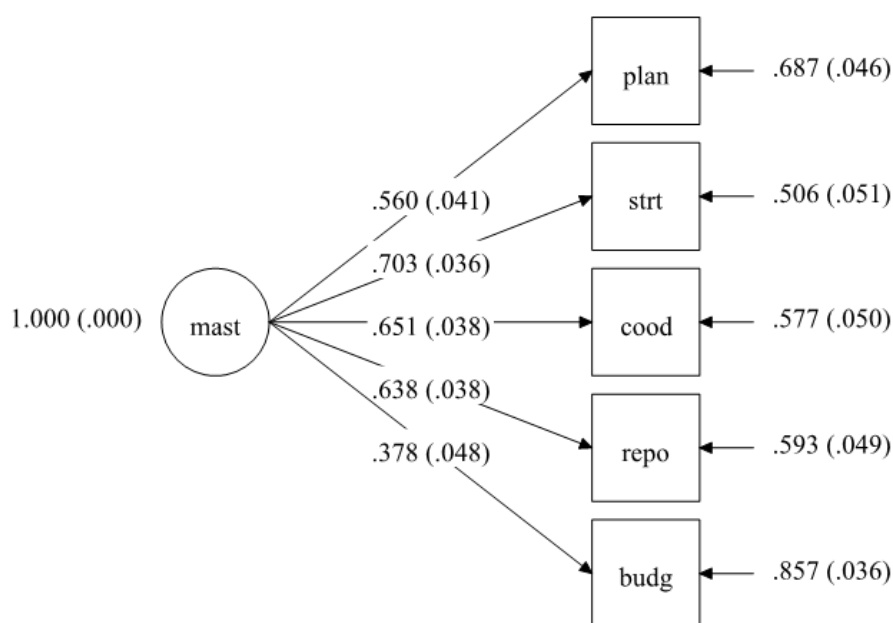 plan
.687 (.046)
.560 (.041)
strt
.506 (.051)
.703 (.036)
1.000 (.000)
mast
.651 (.038)
cood
.577 (.050)
.638 (.038)
repo
.593 (.049)
.378 (.048)
budg
.857 (.036)